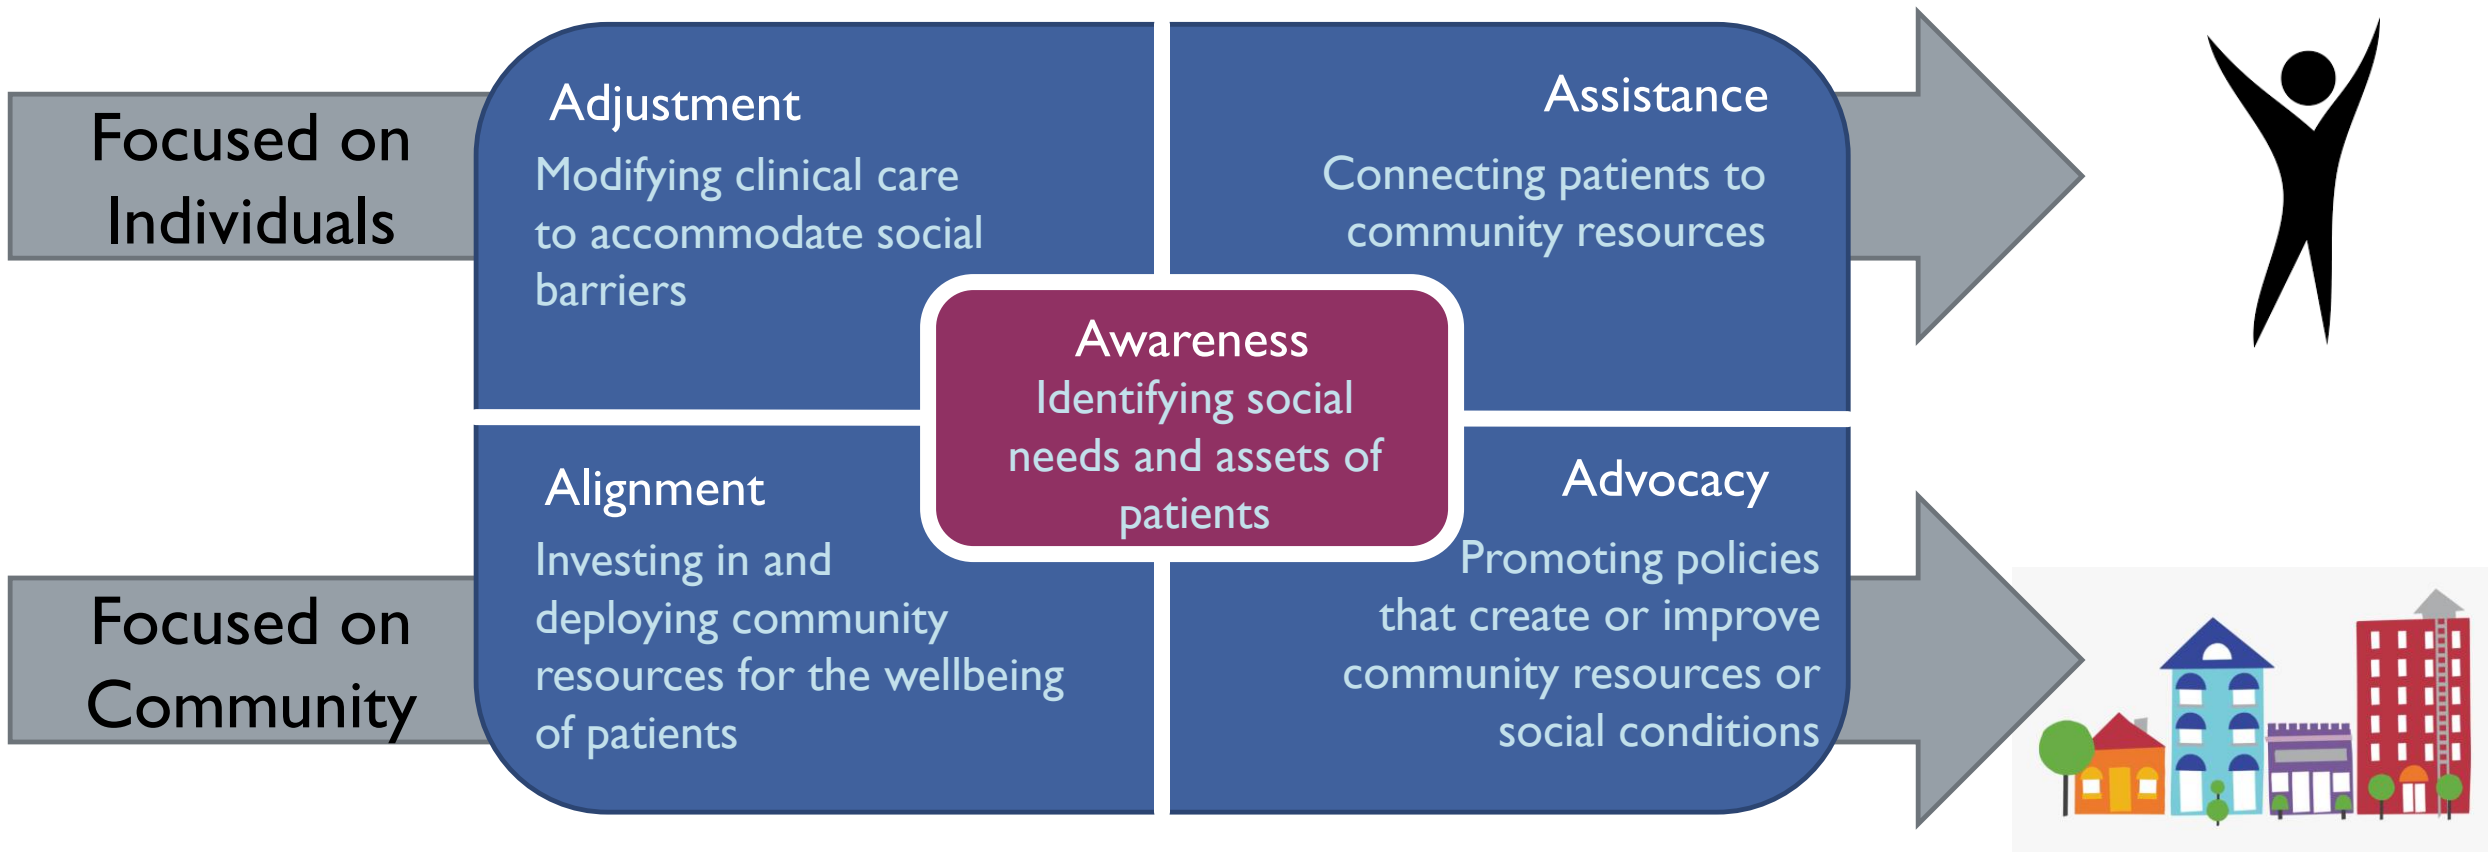 Focused on
Individuals
Adjustment
Modifying clinical care
to accommodate social
barriers
Assistance
Connecting patients to
community resources
Awareness
Identifying social
needs and assets of
patients
Focused on
Community
Alignment
Investing in and
deploying community
resources for the wellbeing
of patients
Advocacy
Promoting policies
that create or improve
community resources or
social conditions